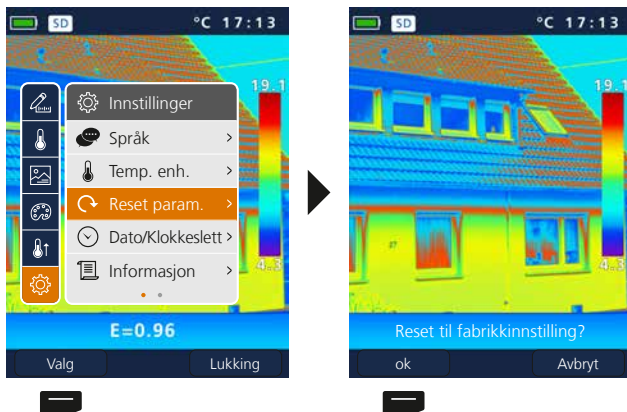 SD °C 17:13
19.1
Innstillinger
Språk
Temp. enh.
Reset param.
Dato/Klokkeslett
Informasjon
4.3
E=0.96
Valg Lukking
SD °C 17:13
19.1
27
4.3
Reset til fabrikkinnstilling?
ok Avbryt